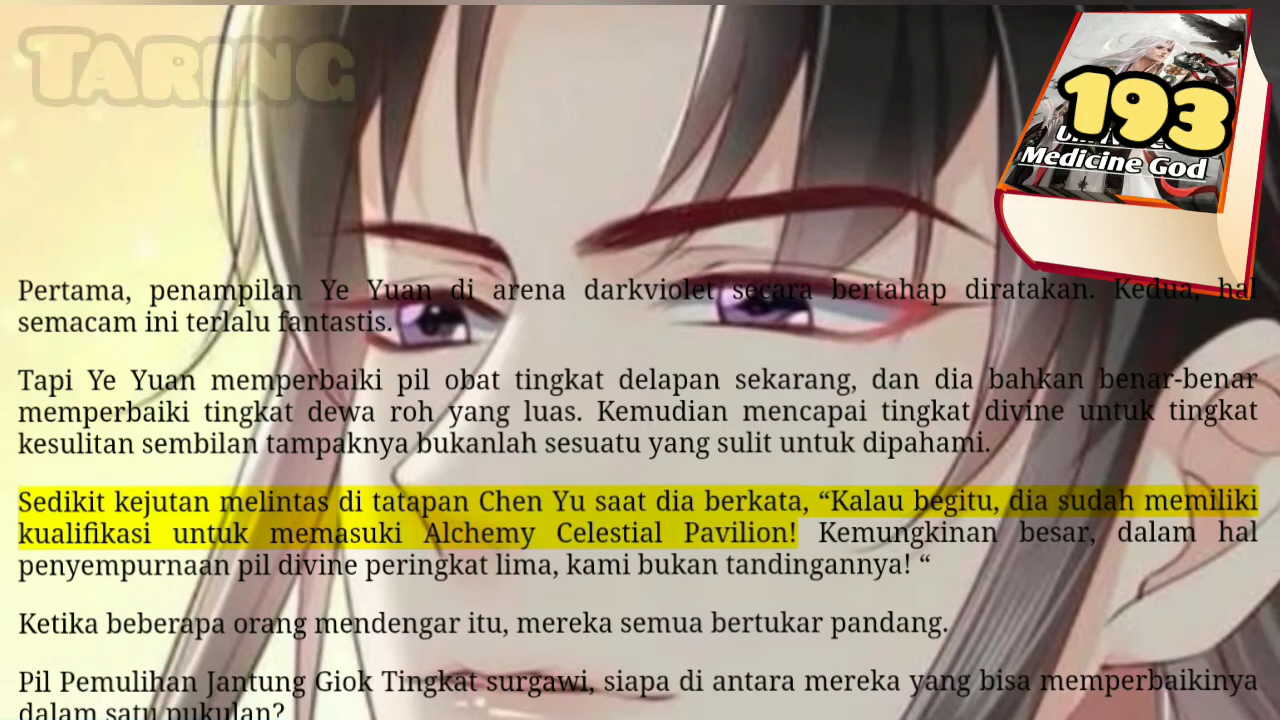 TARING
193
Medicine God
Pertama, penampilan Ye Yuan di arena darkviolet secara bertahap diratakan. Kedua, hal
semacam ini terlalu fantastis.
Tapi Ye Yuan memperbaiki pil obat tingkat delapan sekarang, dan dia bahkan benar-benar
memperbaiki tingkat dewa roh yang luas. Kemudian mencapai tingkat divine untuk tingkat
kesulitan sembilan tampaknya bukanlah sesuatu yang sulit untuk dipahami.
Sedikit kejutan melintas di tatapan Chen Yu saat dia berkata, “Kalau begitu, dia sudah memiliki
kualifikasi untuk memasuki Alchemy Celestial Pavilion! Kemungkinan besar, dalam hal
penyempurnaan pil divine peringkat lima, kami bukan tandingannya! “
Ketika beberapa orang mendengar itu, mereka semua bertukar pandang.
Pil Pemulihan Jantung Giok Tingkat surgawi, siapa di antara mereka yang bisa memperbaikinya
dalam satu pukulan?